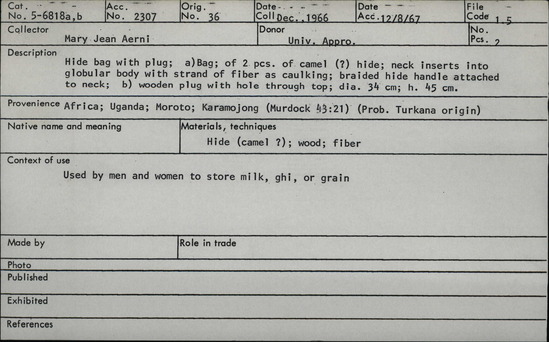 Cat. No. 5-6818a,b Acc. No. 2307 Orig. No. 36 Date Coll Dec., 1966 Date Acc. 12/8/67 File Code 1.5
Collector Mary Jean Aerni Donor Univ. Appro. No. Pcs. 2
Description
Hide bag with plug; a)Bag; of 2 pcs. of camel (?) hide; neck inserts into
globular body with strand of fiber as caulking; braided hide handle attached
to neck; b) wooden plug with hole through top; dia. 34 cm; h. 45 cm.
Provenience Africa; Uganda; Moroto; Karamojong (Murdock 43:21) (Prob. Turkana origin)
Native name and meaning Materials, techniques
Hide (camel ?); wood; fiber
Context of use
Used by men and women to store milk, ghi, or grain
Made by Role in trade
Photo
Published
Exhibited
References